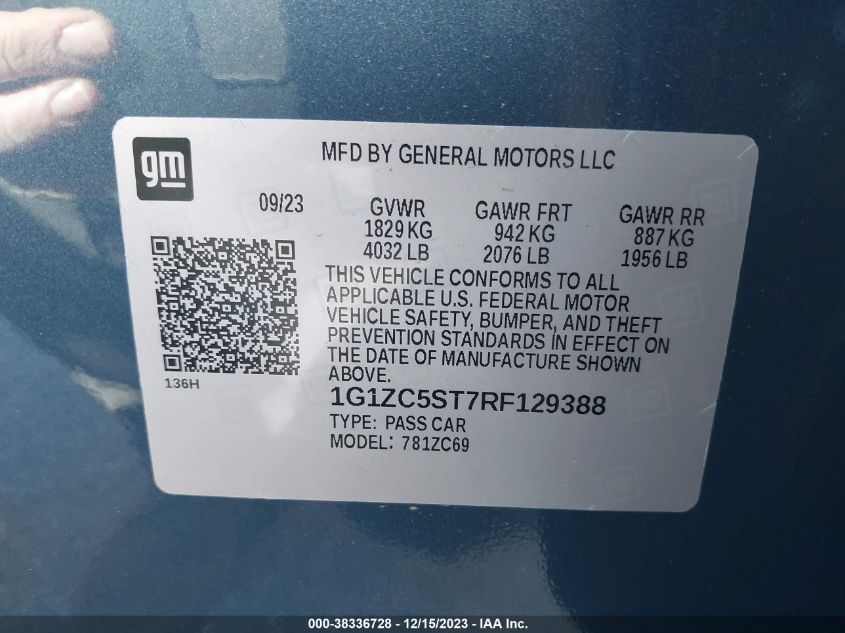 gm
MFD BY GENERAL MOTORS LLC
09/23
GVWR
1829 KG
4032 LB
GAWR FRT
942 KG
2076 LB
GAWR RR
887 KG
1956 LB
THIS VEHICLE CONFORMS TO ALL
APPLICABLE U.S. FEDERAL MOTOR
VEHICLE SAFETY, BUMPER, AND THEFT
PREVENTION STANDARDS IN EFFECT ON
THE DATE OF MANUFACTURE SHOWN
ABOVE.
136H
1G1ZC5ST7RF129388
TYPE: PASS CAR
MODEL: 781ZC69
000-38336728 - 12/15/2023 - IAA Inc.